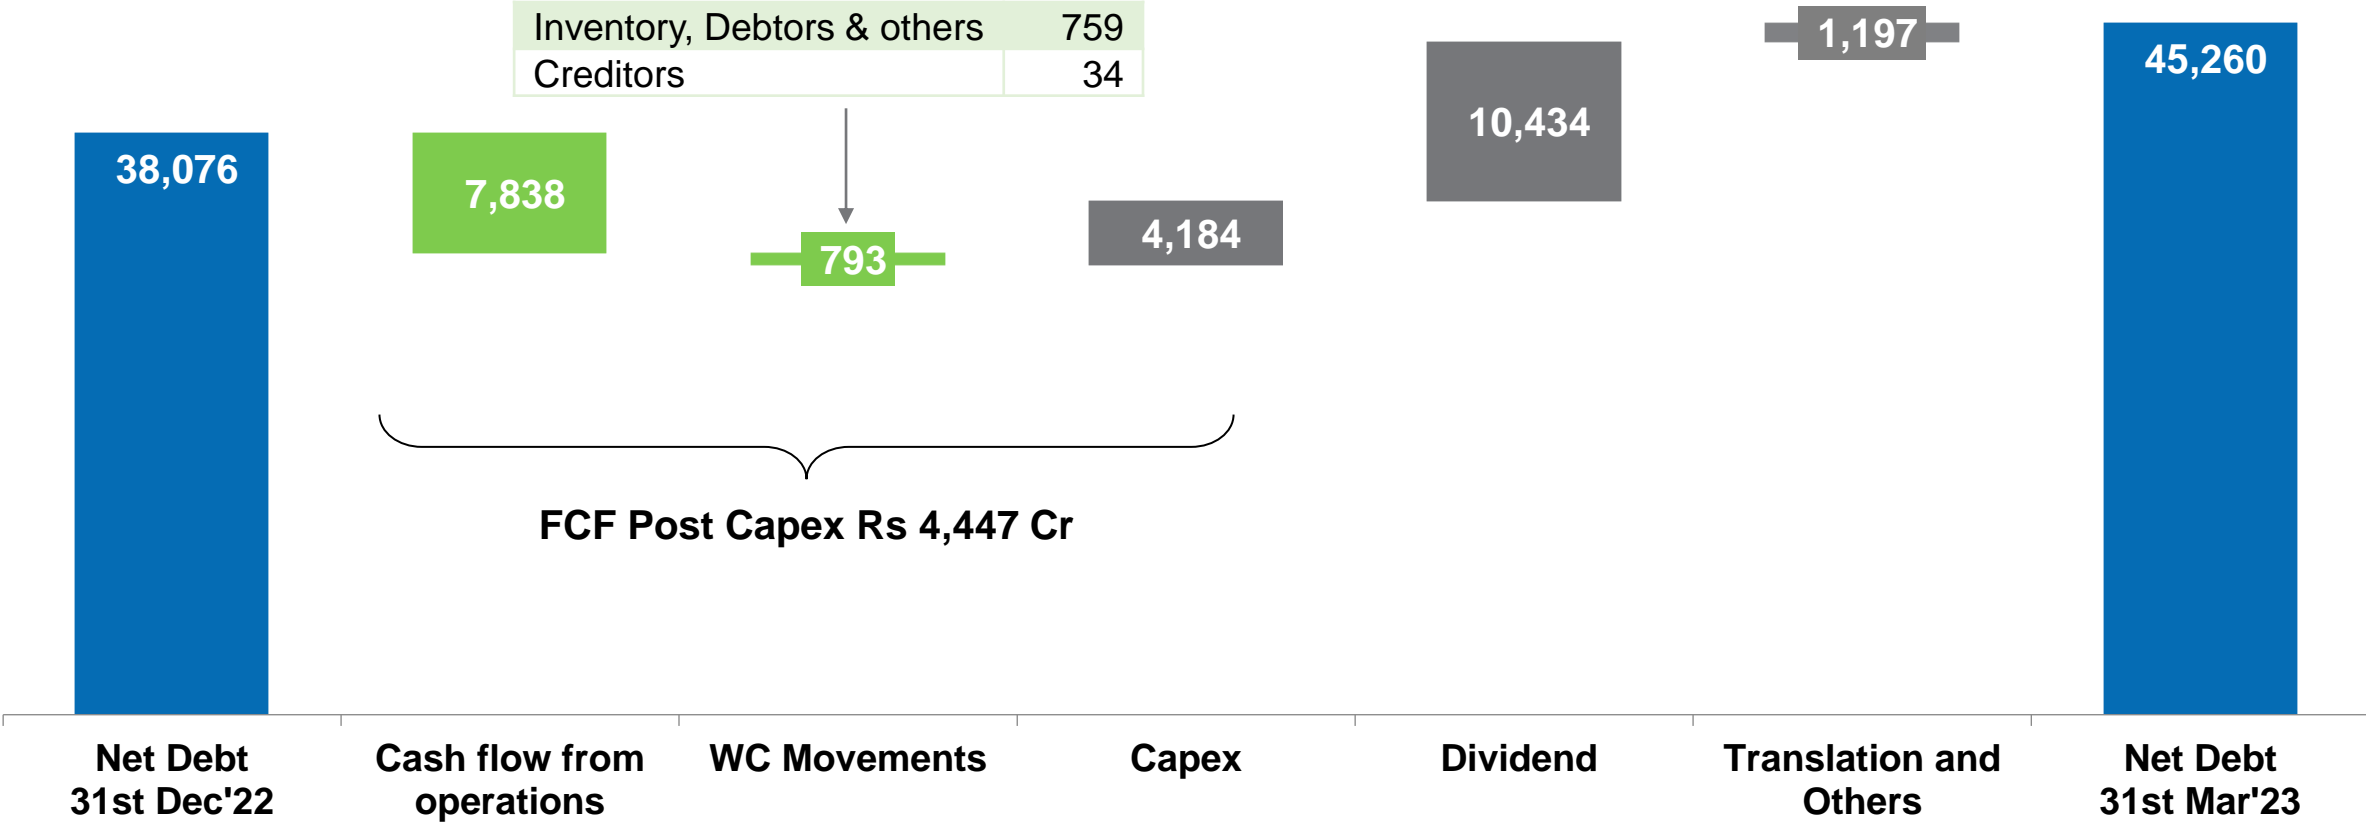 Inventory, Debtors & others 759
Creditors 34
1,197
45,260
10,434
38,076
7,838
4,184
793
FCF Post Capex Rs 4,447 Cr
Net Debt
31st Dec'22
Cash flow from
operations
WC Movements
Capex
Dividend
Translation and
Others
Net Debt
31st Mar'23